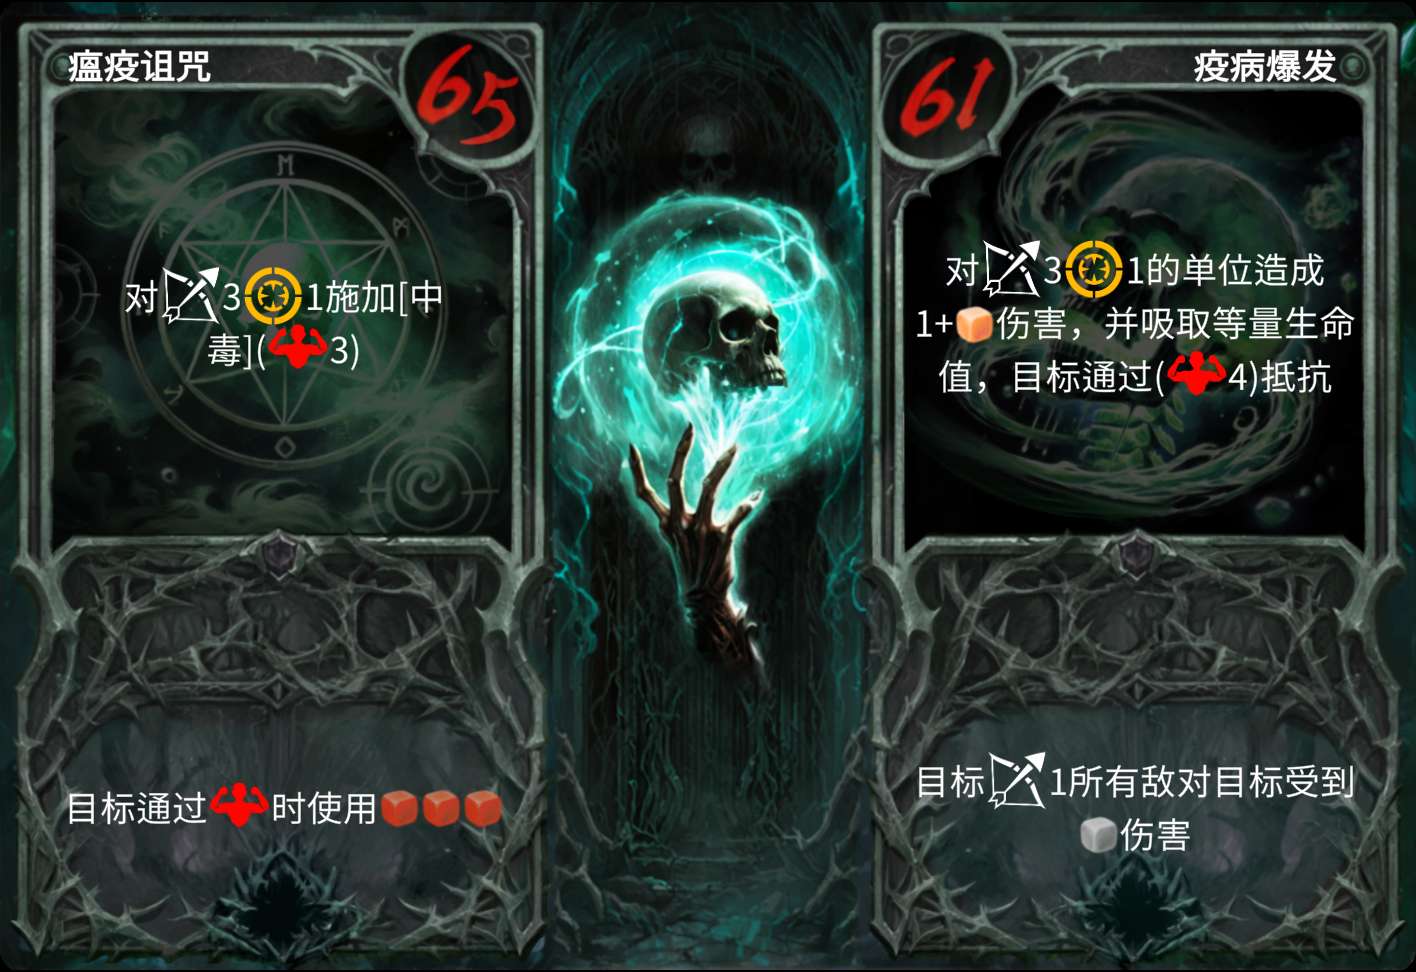 瘟疫诅咒
65
对3 1施加[中
毒](3)
目标通过时使用
61
疫病爆发
对3 1的单位造成
1+伤害，并吸取等量生命
值，目标通过(4)抵抗
目标1所有敌对目标受到
伤害